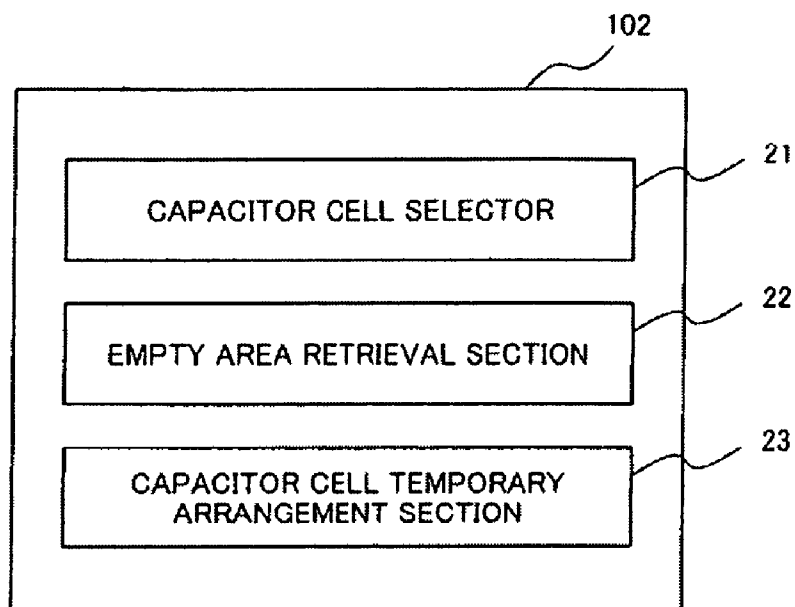 102
CAPACITOR CELL SELECTOR
21
EMPTY AREA RETRIEVAL SECTION
22
CAPACITOR CELL TEMPORARY
ARRANGEMENT SECTION
23